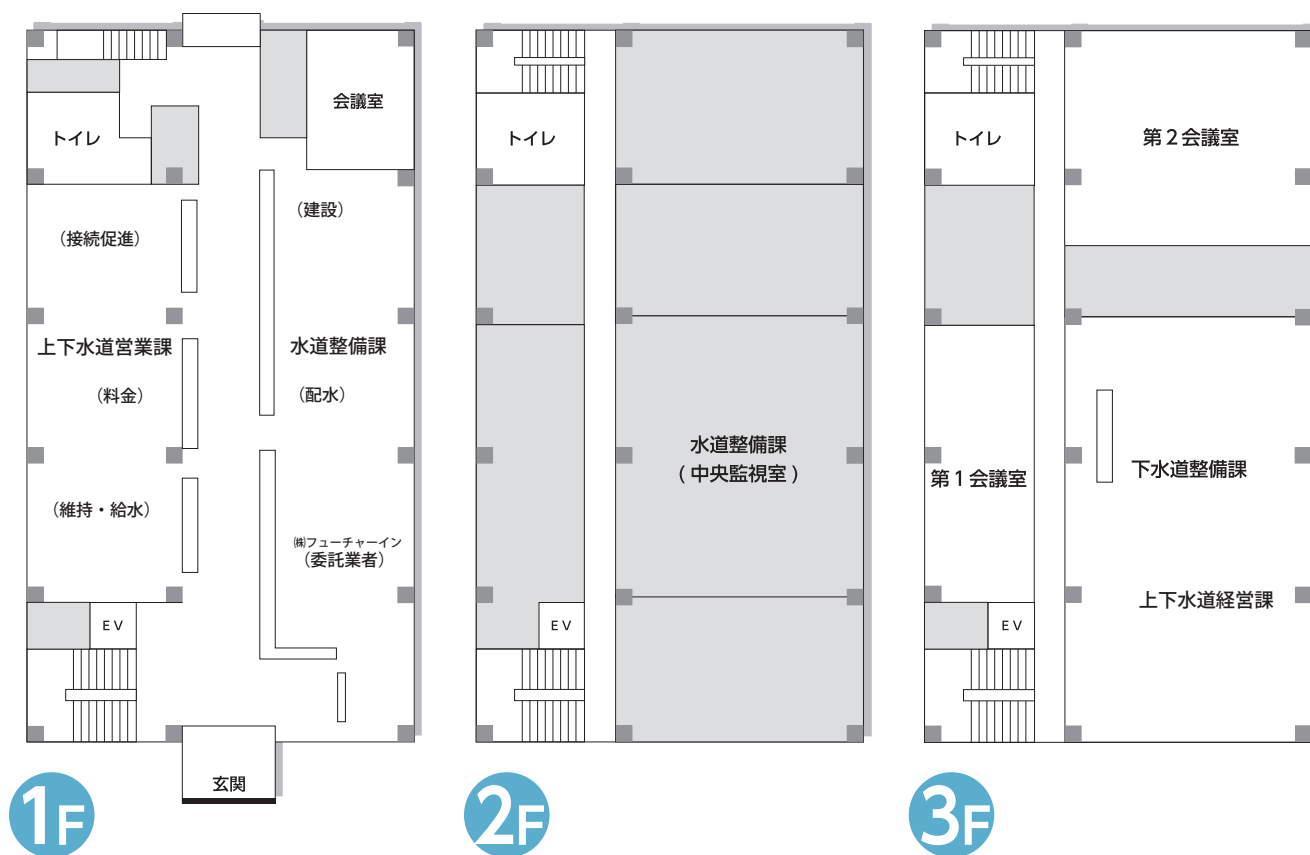 会議室
トイレ
(建設)
(接続促進)
上下水道営業課
水道整備課
(料金)
(配水)
(維持・給水)
㈱フューチャーイン
(委託業者)
EV
玄関
1F
トイレ
水道整備課
(中央監視室)
EV
2F
トイレ
第2会議室
第1会議室
下水道整備課
上下水道経営課
EV
3F